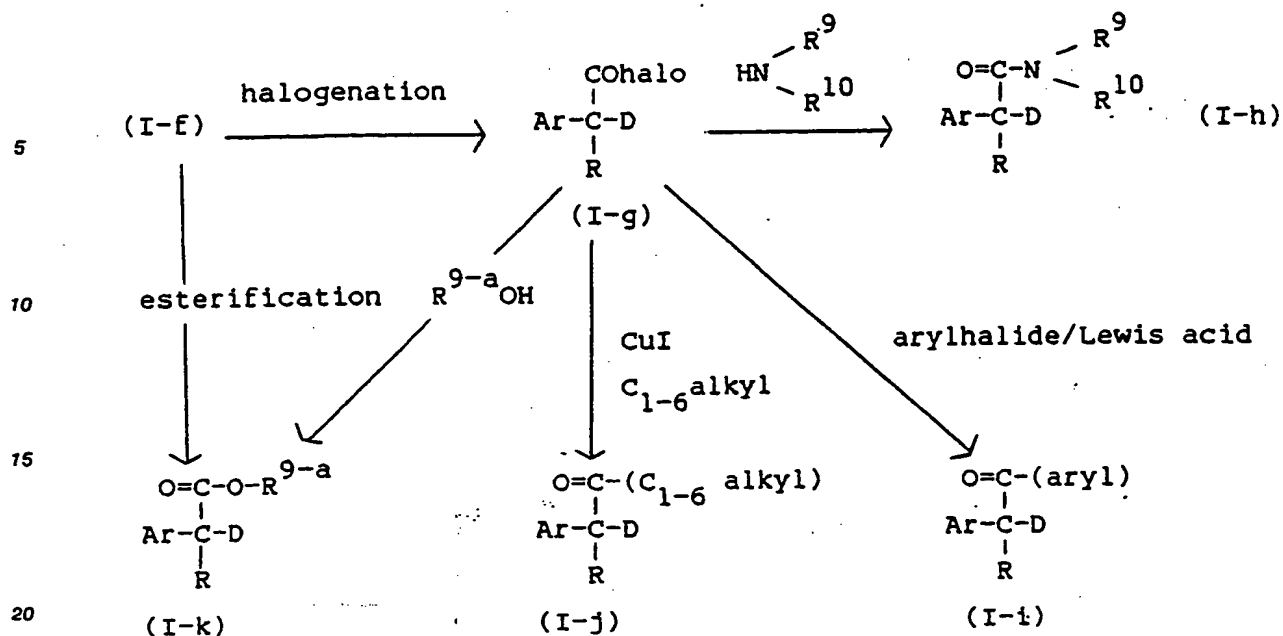 COhalo HN R⁹ R¹⁰ O=C-N R⁹ R¹⁰
halogenation
(I-f) Ar-C-D Ar-C-D (I-h)
5
R R
(I-g)
10 esterification R⁹⁻ᵃOH
CuI arylhalide/Lewis acid
C₁₋₆alkyl
15
O=C-O-R⁹⁻ᵃ O=C-(C₁₋₆ alkyl) O=C-(aryl)
Ar-C-D Ar-C-D Ar-C-D
R R R
20 (I-k) (I-j) (I-i)